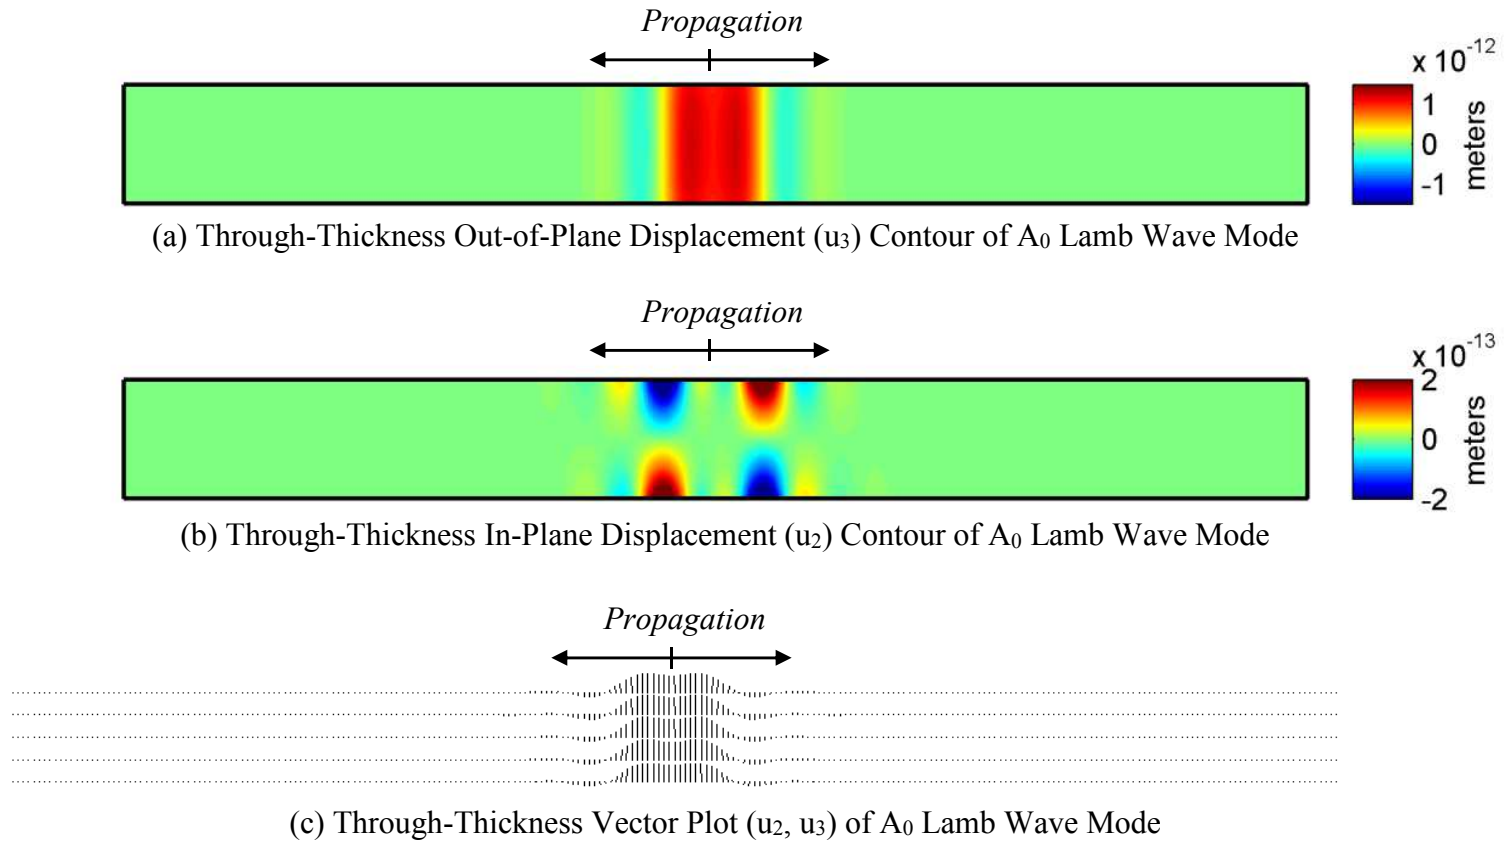 Propagation
x 10-12
1
0
-1
meters
(a) Through-Thickness Out-of-Plane Displacement (u3) Contour of A0 Lamb Wave Mode
Propagation
x 10-13
2
0
-2
meters
(b) Through-Thickness In-Plane Displacement (u2) Contour of A0 Lamb Wave Mode
Propagation
(c) Through-Thickness Vector Plot (u2, u3) of A0 Lamb Wave Mode